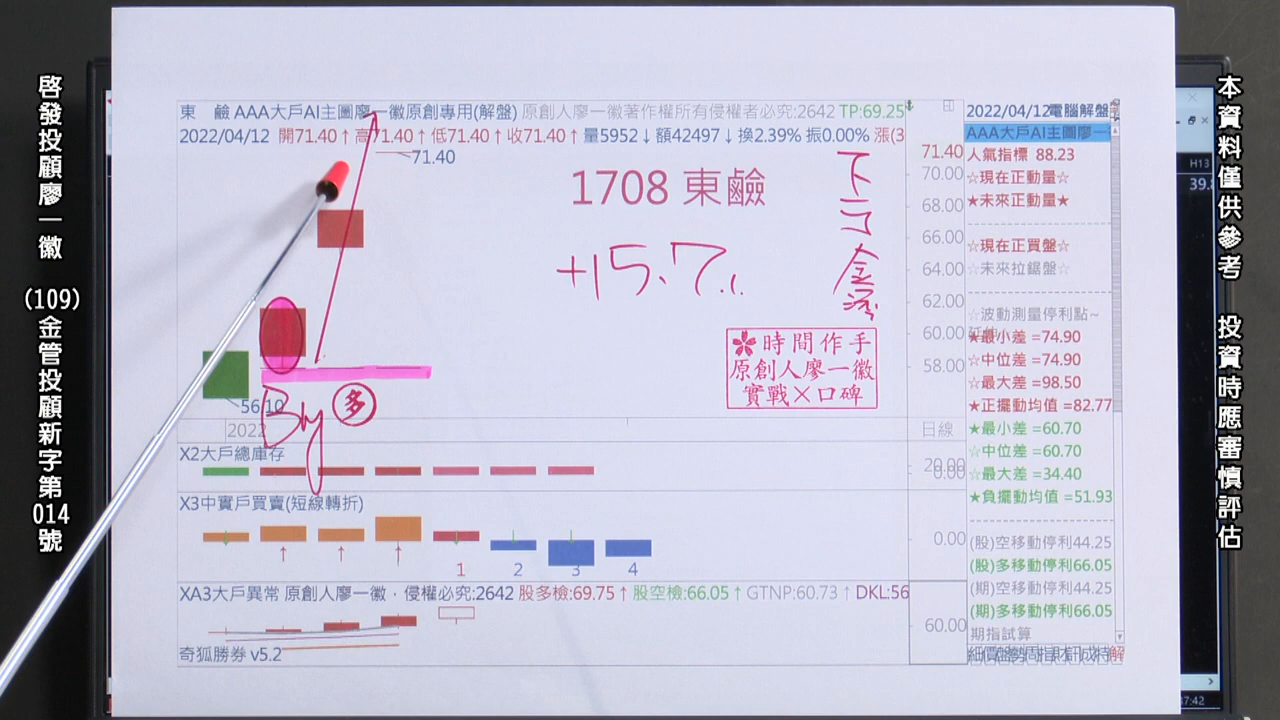 啓發投顧廖一徽 (109)金管投顧新字第014號
東 鹼 AAA大戶AI主圖廖一徽原創專用(解盤) 原創人廖一徽著作權所有侵權者必究:2642 TP:69.25
2022/04/12 開71.40↑ 高71.40↑ 低71.40↑ 收71.40↑ 量5952↓ 額42497↓ 換2.39% 振0.00% 漲(3
71.40
1708 東鹼
+15.7%
✽時間作手
原創人廖一徽
實戰×口碑
56.10
By 多
2022
日線
71.40
70.00
68.00
66.00
64.00
62.00
60.00
58.00
X2大戶總庫存
20.00
0.00
X3中實戶買賣(短線轉折)
0.00
1 2 3 4
XA3大戶異常 原創人廖一徽．侵權必究:2642 股多檢:69.75↑ 股空檢:66.05↑ GTNP:60.73↑ DKL:56
60.00
奇狐勝券 v5.2
2022/04/12電腦解盤
AAA大戶AI主圖廖一
人氣指標 88.23
☆現在正動量☆
★未來正動量★
☆現在正買盤☆
☆未來拉鋸盤☆
☆波動測量停利點~
★最小差=74.90
☆中位差=74.90
☆最大差=98.50
★正擺動均值=82.77
★最小差=60.70
☆中位差=60.70
☆最大差=34.40
★負擺動均值=51.93
(股)空移動停利44.25
(股)多移動停利66.05
(期)空移動停利44.25
(期)多移動停利66.05
期指試算
H13
39.8
本資料僅供參考 投資時應審慎評估